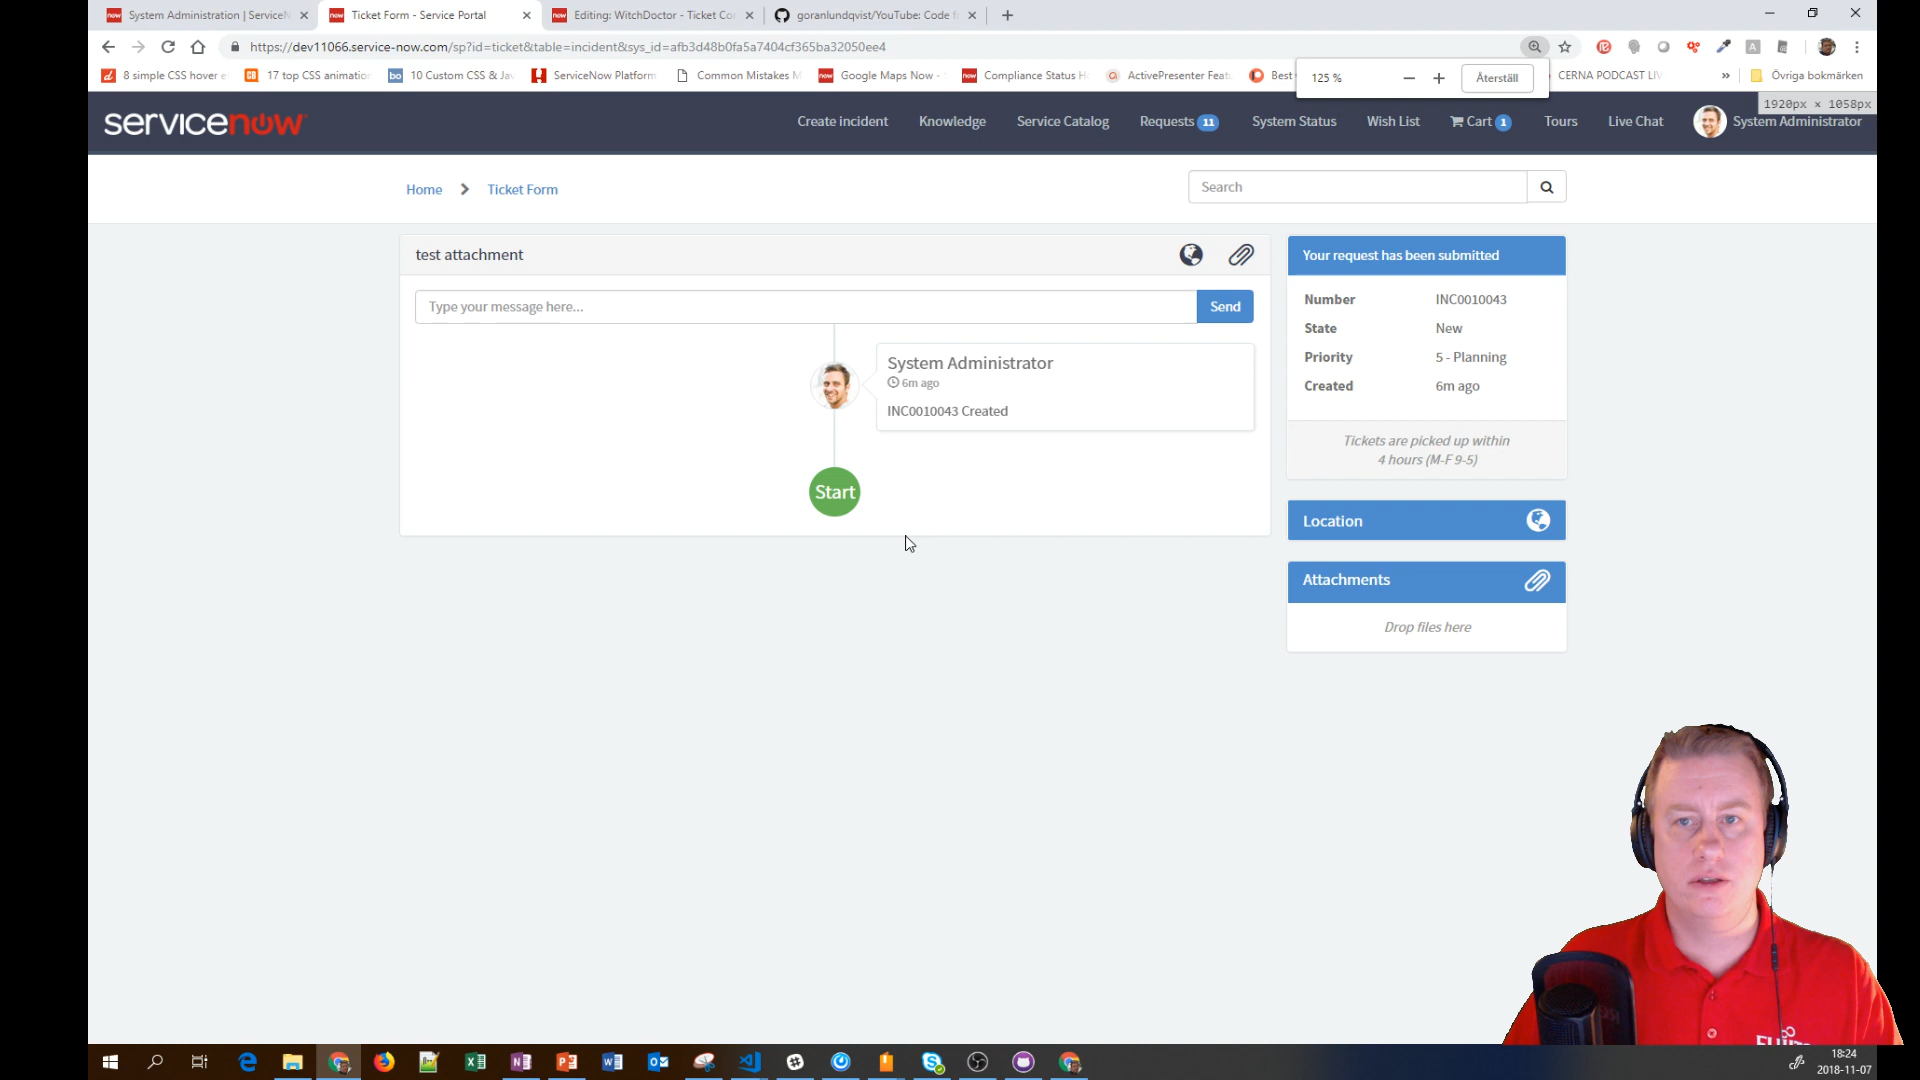 System Administration | ServiceN
Ticket Form - Service Portal
Editing: WitchDoctor - Ticket Co
goranlundqvist/YouTube: Code f
https://dev11066.service-now.com/sp?id=ticket&table=incident&sys_id=afb3d48b0fa5a7404cf365ba32050ee4
8 simple CSS hover e
17 top CSS animation
10 Custom CSS & Ja
ServiceNow Platform
Common Mistakes M
Google Maps Now -
Compliance Status H
ActivePresenter Feat
Best
125 %
Återställ
CERNA PODCAST LIV
»
Övriga bokmärken
1920px × 1058px
servicenow
Create incident
Knowledge
Service Catalog
Requests 11
System Status
Wish List
Cart 1
Tours
Live Chat
System Administrator
Home
Ticket Form
Search
test attachment
Type your message here...
Send
System Administrator
6m ago
INC0010043 Created
Start
Your request has been submitted
Number INC0010043
State New
Priority 5 - Planning
Created 6m ago
Tickets are picked up within
4 hours (M-F 9-5)
Location
Attachments
Drop files here
18:24
2018-11-07